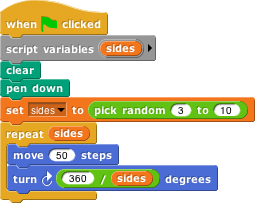 when clicked
script variables sides
clear
pen down
set sides to pick random 3 to 10
repeat sides
move 50 steps
turn 360 / sides degrees